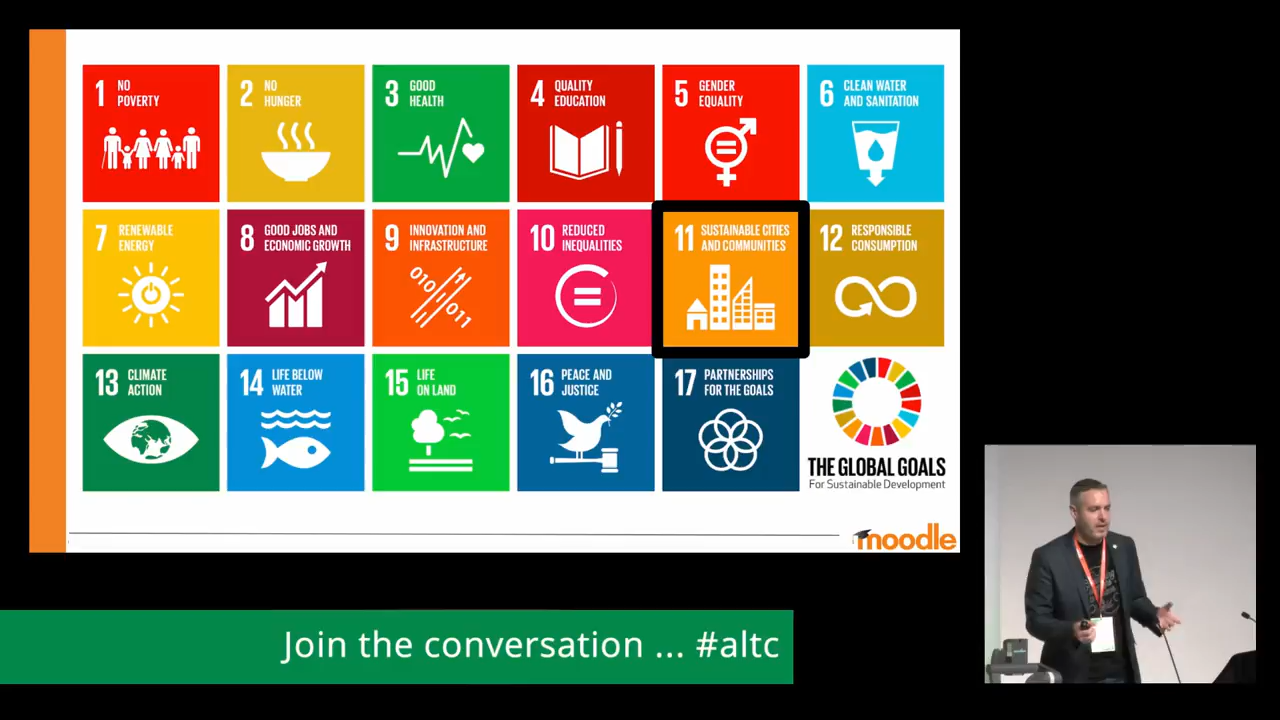 1 NO
POVERTY
2 NO
HUNGER
3 GOOD
HEALTH
4 QUALITY
EDUCATION
5 GENDER
EQUALITY
6 CLEAN WATER
AND SANITATION
7 RENEWABLE
ENERGY
8 GOOD JOBS AND
ECONOMIC GROWTH
9 INNOVATION AND
INFRASTRUCTURE
010
011
10 REDUCED
INEQUALITIES
11 SUSTAINABLE CITIES
AND COMMUNITIES
12 RESPONSIBLE
CONSUMPTION
13 CLIMATE
ACTION
14 LIFE BELOW
WATER
15 LIFE
ON LAND
16 PEACE AND
JUSTICE
17 PARTNERSHIPS
FOR THE GOALS
THE GLOBAL GOALS
For Sustainable Development
moodle
Join the conversation ... #altc